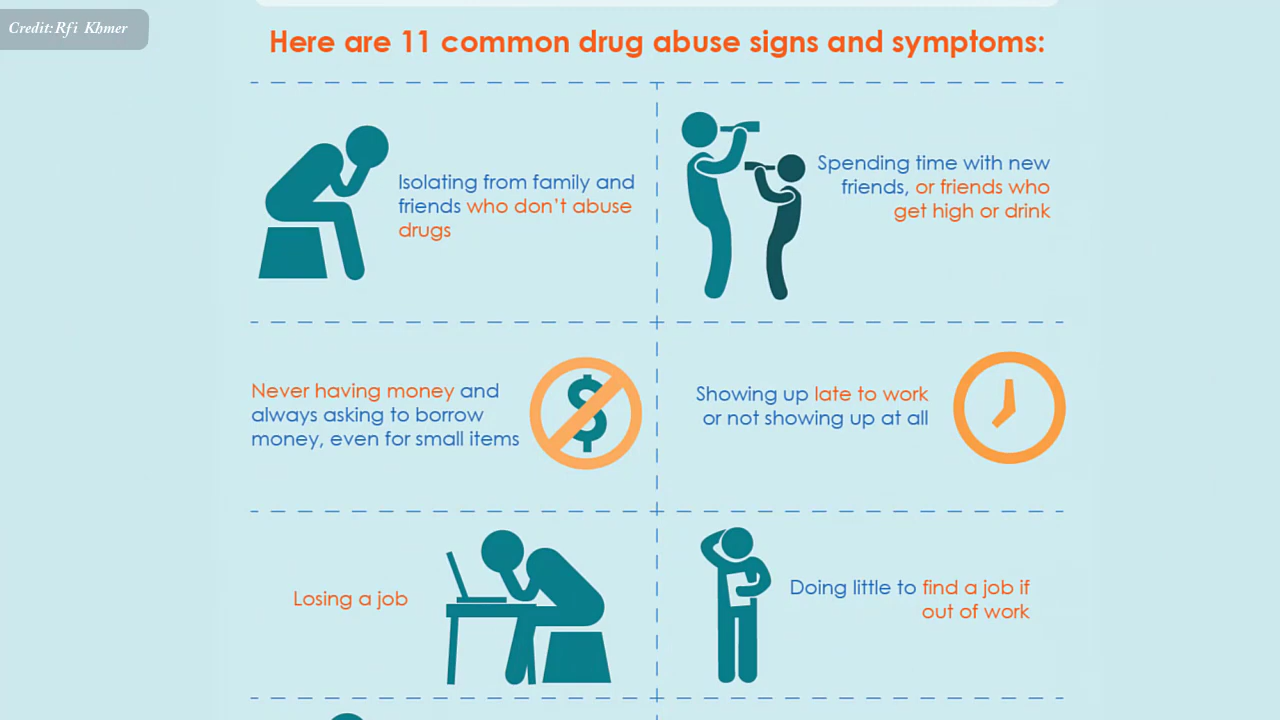 Credit:Rfi Khmer
Here are 11 common drug abuse signs and symptoms:
Isolating from family and
friends who don't abuse
drugs
Spending time with new
friends, or friends who
get high or drink
Never having money and
always asking to borrow
money, even for small items
Showing up late to work
or not showing up at all
Losing a job
Doing little to find a job if
out of work